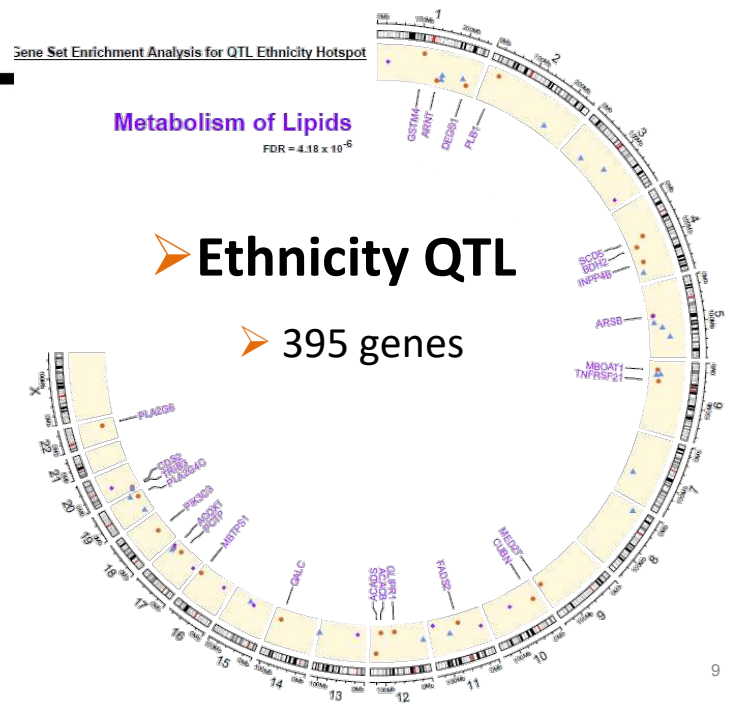 Gene Set Enrichment Analysis for QTL Ethnicity Hotspot
Metabolism of Lipids
FDR = 4.18 x 10-6
Ethnicity QTL
395 genes
GSTM4
ARNT
DEGS1
PLB1
SCD5
BDH2
INPP4B
ARSB
MBOAT1
TNFRSF21
MED27
CUBN
FADS2
GLIPR1
ACACB
ACADS
GALC
MBTPS1
PCTP
ACOX1
PIK3C3
PLA2G4C
TRIB3
CDS2
PLA2G6
1
2
3
4
5
6
7
8
9
10
11
12
13
14
15
16
17
18
19
20
21
22
X
9